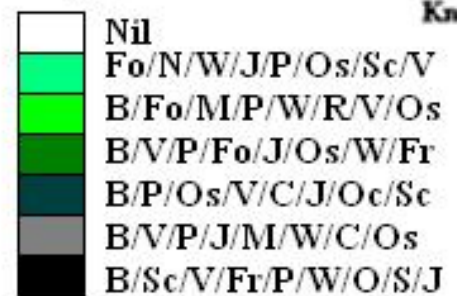 Kn
Nil
Fo/N/W/J/P/Os/Sc/V
B/Fo/M/P/W/R/V/Os
B/V/P/Fo/J/Os/W/Fr
B/P/Os/V/C/J/Oc/Sc
B/V/P/J/M/W/C/Os
B/Sc/V/Fr/P/W/O/S/J